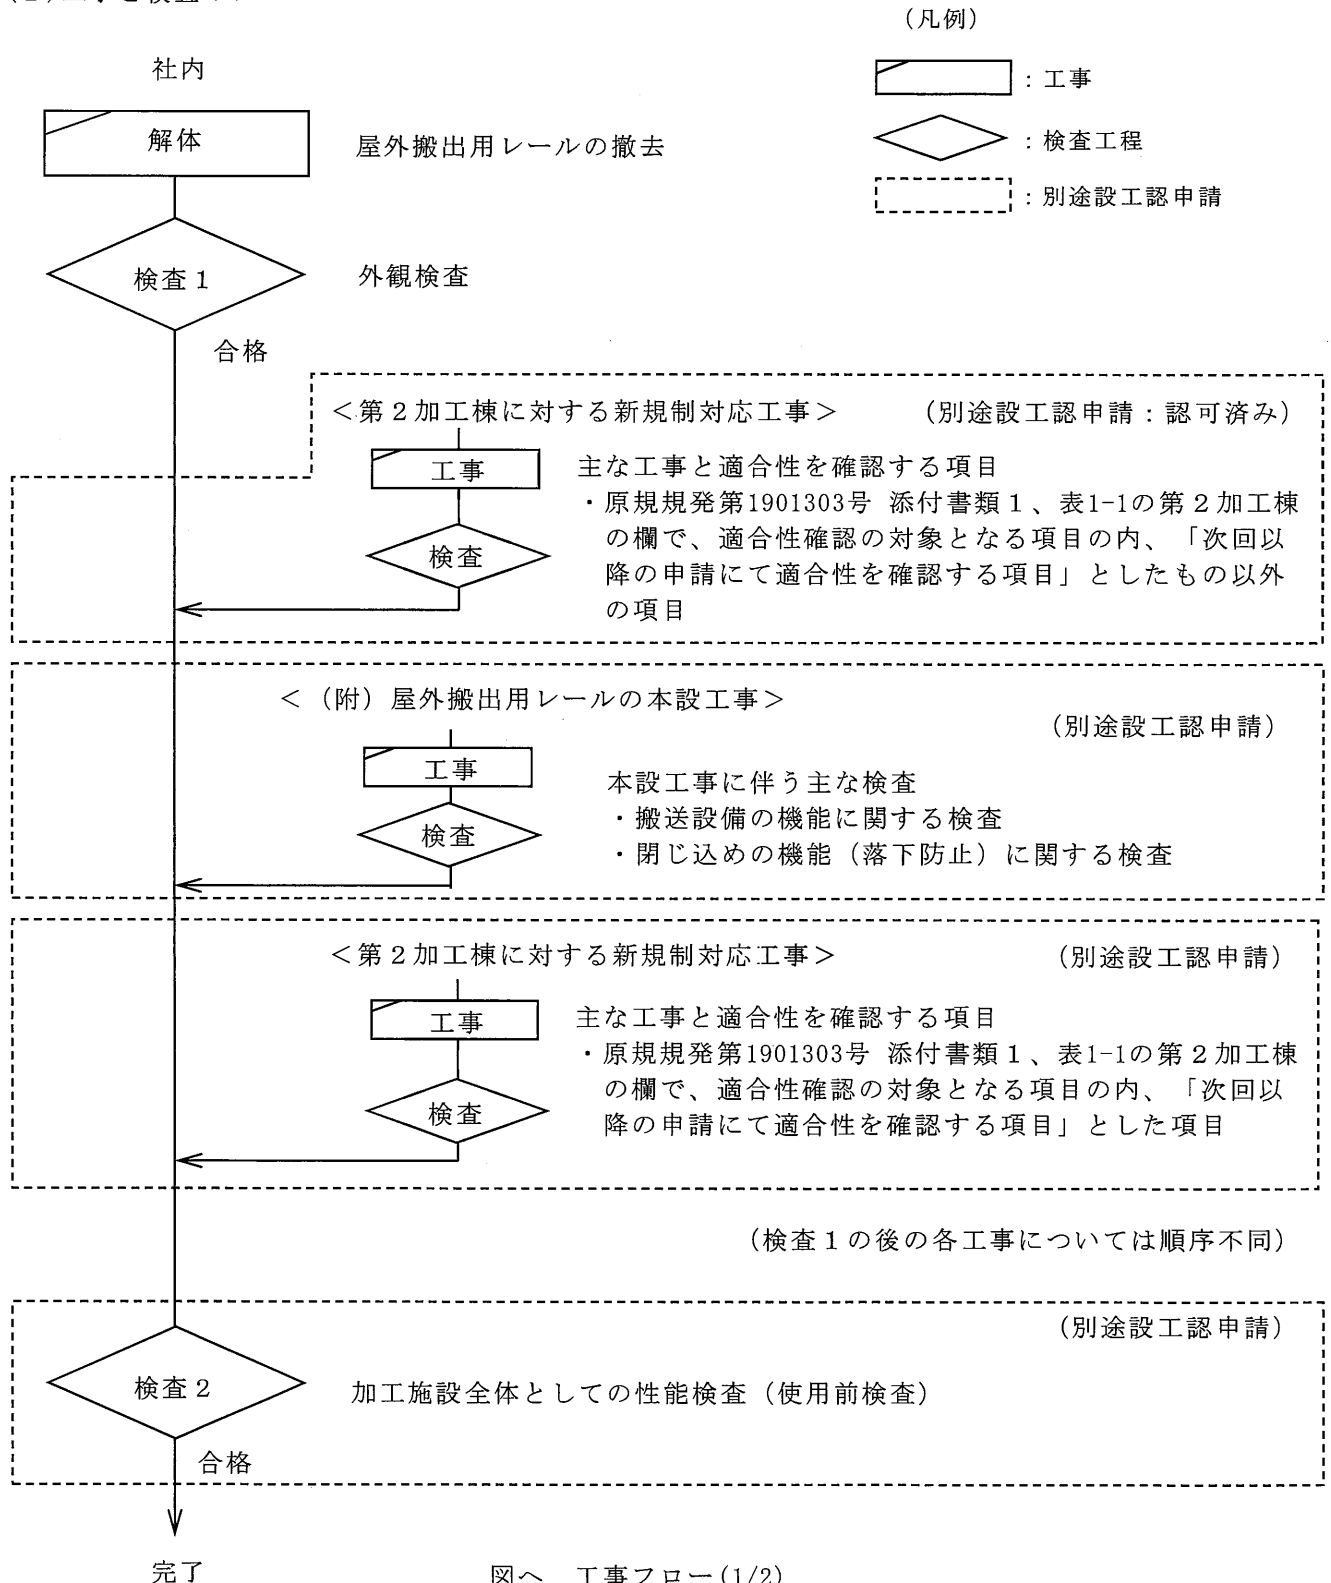 （凡例）
：工事
：検査工程
：別途設工認申請
社内
解体
屋外搬出用レールの撤去
検査１
外観検査
合格
＜第２加工棟に対する新規制対応工事＞
（別途設工認申請：認可済み）
工事
検査
主な工事と適合性を確認する項目
・原規規発第1901303号 添付書類１、表1-1の第２加工棟
の欄で、適合性確認の対象となる項目の内、「次回以
降の申請にて適合性を確認する項目」としたもの以外
の項目
＜（附）屋外搬出用レールの本設工事＞
（別途設工認申請）
工事
検査
本設工事に伴う主な検査
・搬送設備の機能に関する検査
・閉じ込めの機能（落下防止）に関する検査
＜第２加工棟に対する新規制対応工事＞
（別途設工認申請）
工事
検査
主な工事と適合性を確認する項目
・原規規発第1901303号 添付書類１、表1-1の第２加工棟
の欄で、適合性確認の対象となる項目の内、「次回以
降の申請にて適合性を確認する項目」とした項目
（検査１の後の各工事については順序不同）
（別途設工認申請）
検査２
加工施設全体としての性能検査（使用前検査）
合格
完了
図へ　工事フロー(1/2)